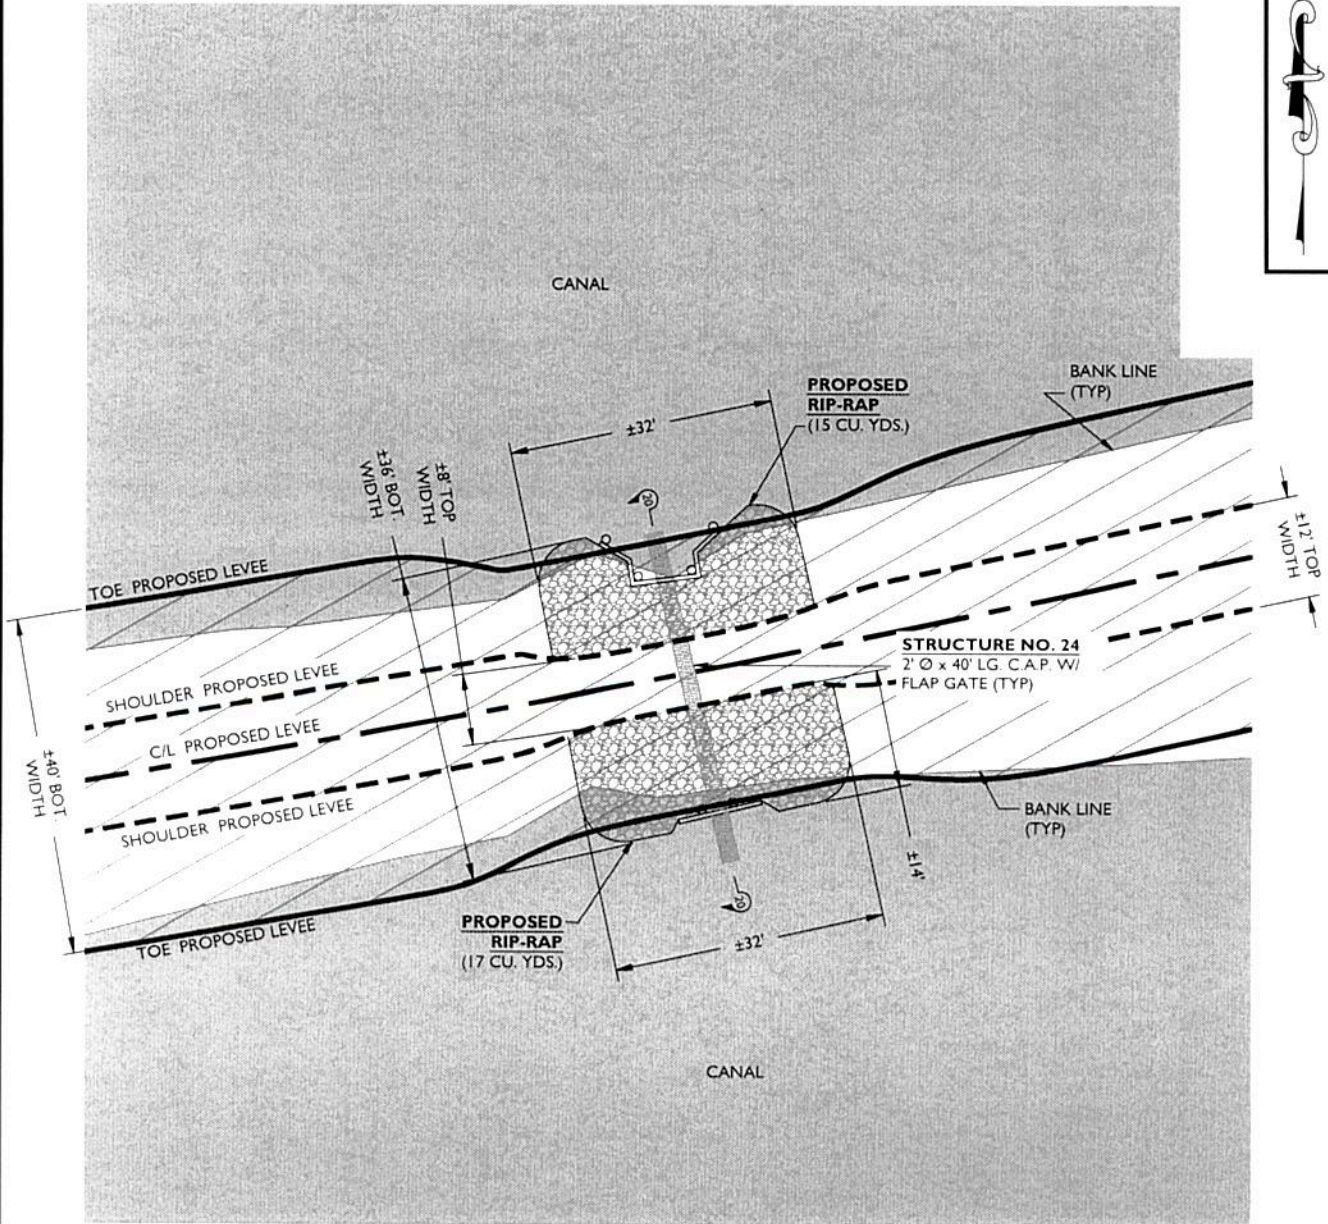 CANAL
BANK LINE
(TYP)
PROPOSED
RIP-RAP
(15 CU. YDS.)
±32'
±36' BOT.
WIDTH
±8' TOP
WIDTH
20
±12' TOP
WIDTH
TOE PROPOSED LEVEE
STRUCTURE NO. 24
2' Ø x 40' LG. C.A.P. W/
FLAP GATE (TYP)
SHOULDER PROPOSED LEVEE
C/L PROPOSED LEVEE
±40' BOT.
WIDTH
SHOULDER PROPOSED LEVEE
BANK LINE
(TYP)
±14'
20
PROPOSED
RIP-RAP
(17 CU. YDS.)
±32'
TOE PROPOSED LEVEE
CANAL